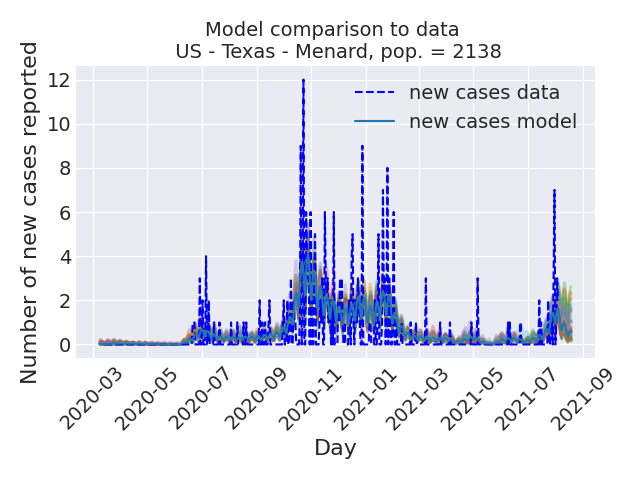 Model comparison to data
US - Texas - Menard, pop. = 2138
Number of new cases reported
12
10
8
6
4
2
0
new cases data
new cases model
2020-03
2020-05
2020-07
2020-09
2020-11
2021-01
2021-03
2021-05
2021-07
2021-09
Day